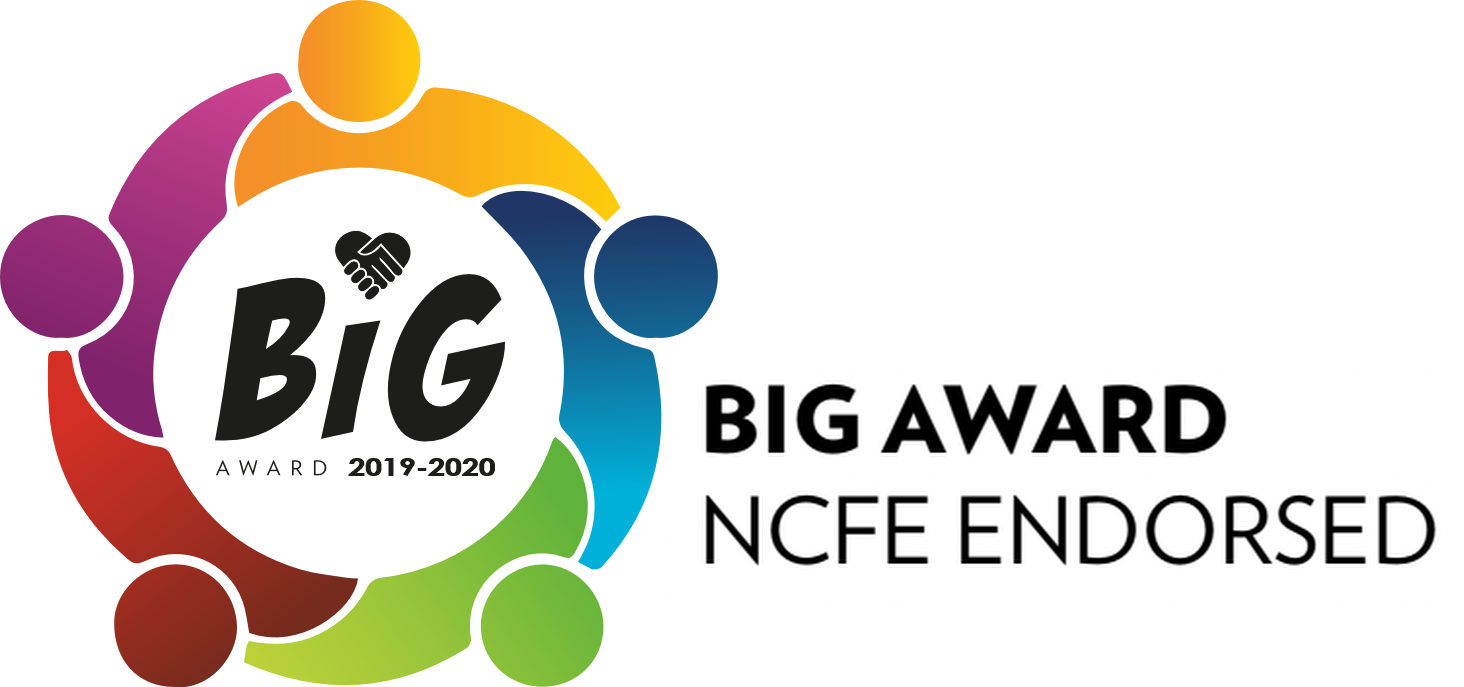 BiG
AWARD 2019-2020
BIG AWARD
NCFE ENDORSED